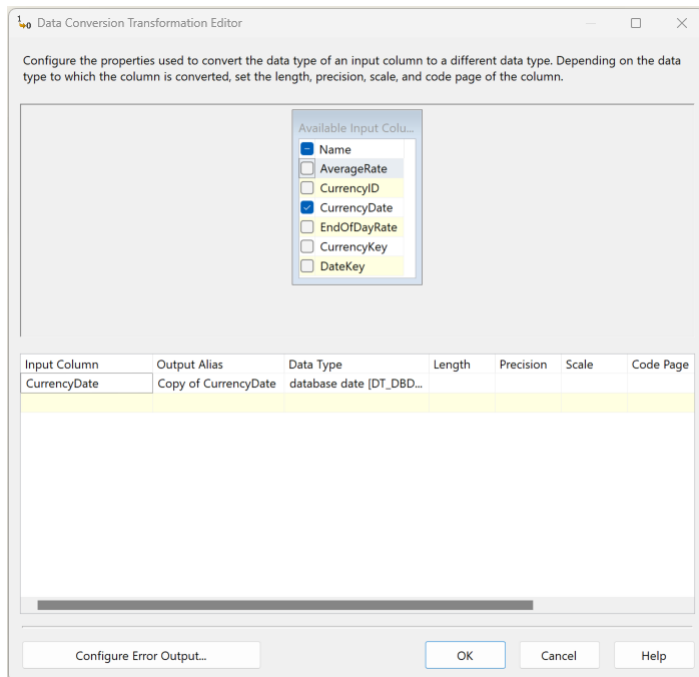 Data Conversion Transformation Editor
Configure the properties used to convert the data type of an input column to a different data type. Depending on the data
type to which the column is converted, set the length, precision, scale, and code page of the column.
Available Input Colu...
Name
AverageRate
CurrencyID
CurrencyDate
EndOfDayRate
CurrencyKey
DateKey
Input Column Output Alias Data Type Length Precision Scale Code Page
CurrencyDate Copy of CurrencyDate database date [DT_DBD...
Configure Error Output... OK Cancel Help